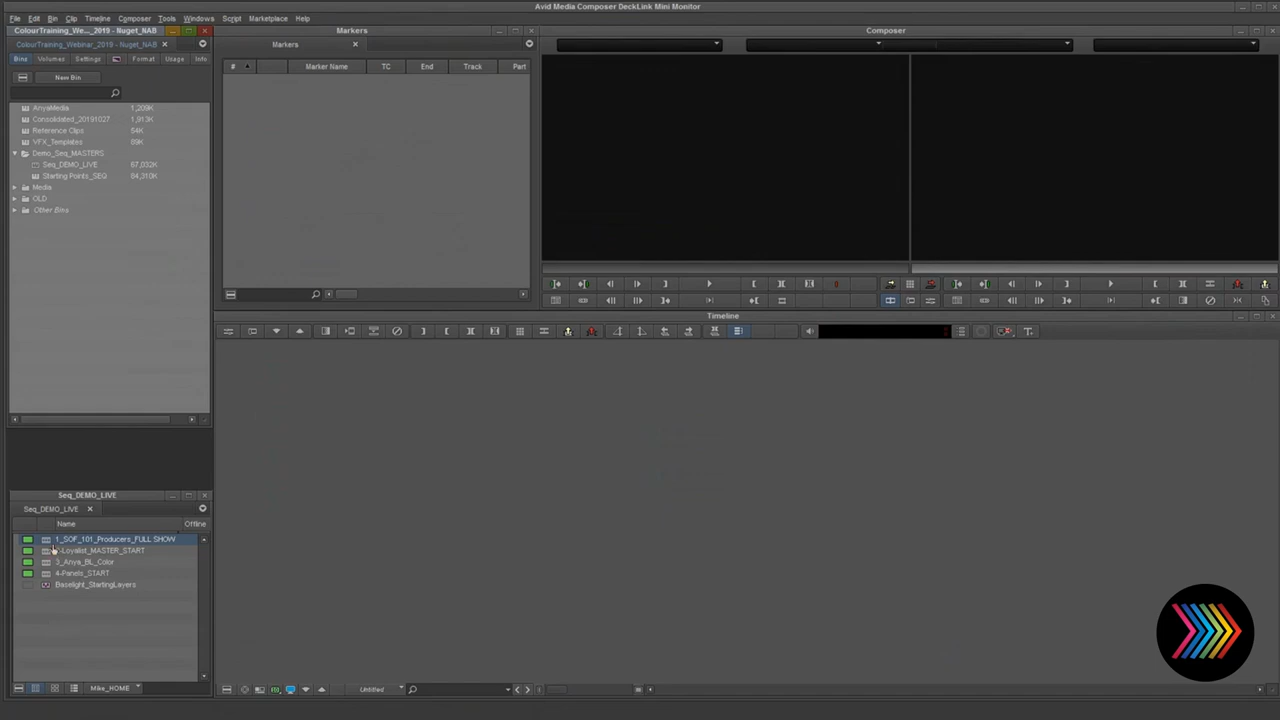 Avid Media Composer DeckLink Mini Monitor
File Edit Bin Clip Timeline Composer Tools Windows Script Marketplace Help
ColourTraining_We..._2019 - Nuget_NAB
ColourTraining_Webinar_2019 - Nuget_NAB
Bins Volumes Settings Format Usage Info
New Bin
AnyaMedia 1,209K
Consolidated_20191027 1,913K
Reference Clips 54K
VFX_Templates 89K
Demo_Seq_MASTERS
Seq_DEMO_LIVE 67,032K
Starting Points_SEQ 84,310K
Media
OLD
Other Bins
Markers
Markers
# Marker Name TC End Track Part
Composer
Timeline
Seq_DEMO_LIVE
Seq_DEMO_LIVE
Name Offline
1_SOF_101_Producers_FULL SHOW
-Loyalist_MASTER_START
3_Anya_BL_Color
4-Panels_START
Baselight_StartingLayers
Mike_HOME
Untitled